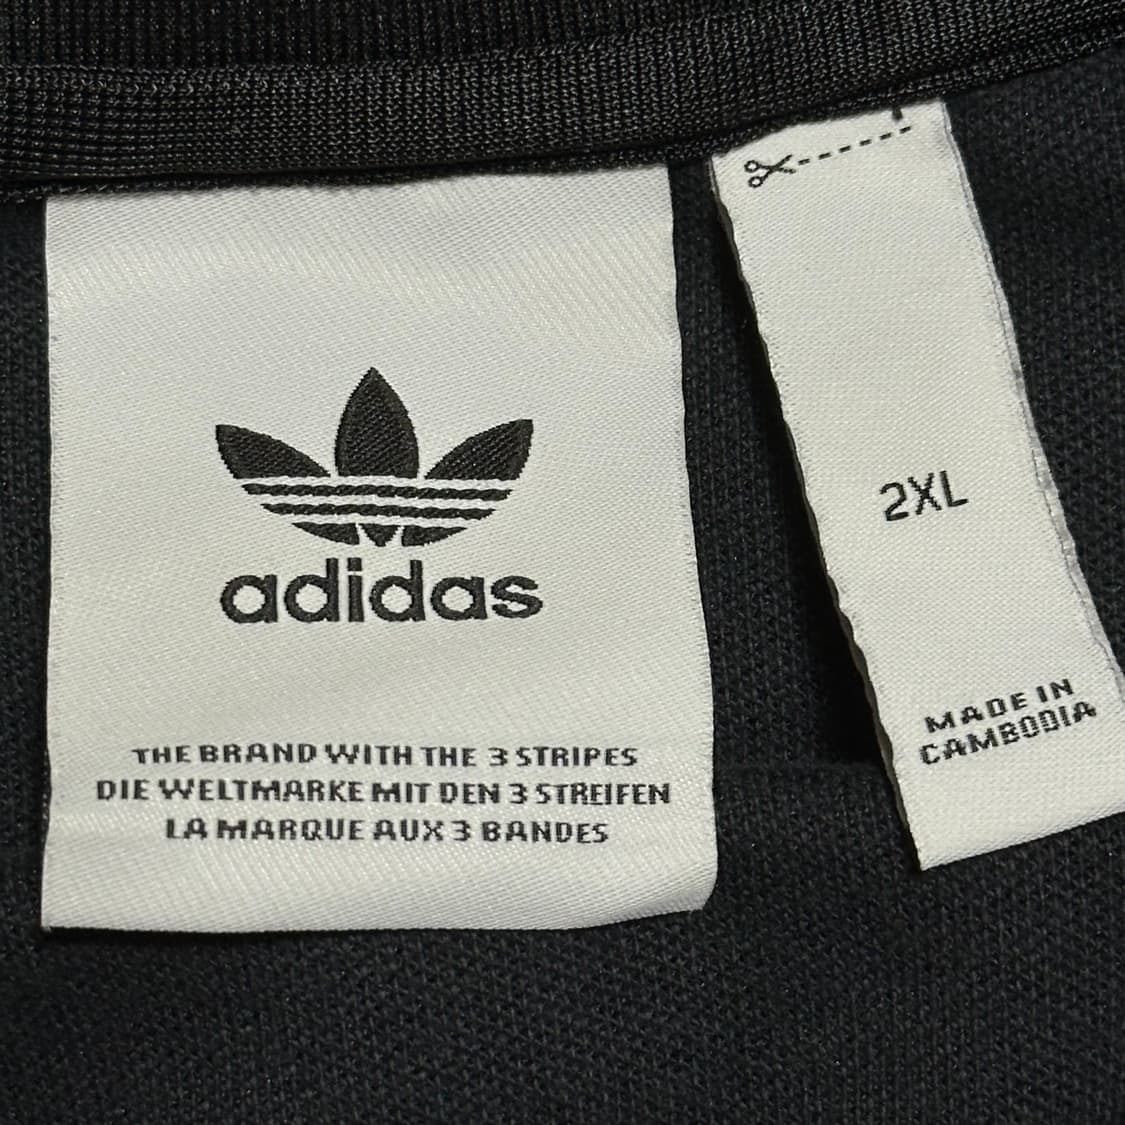 adidas
THE BRAND WITH THE 3 STRIPES
DIE WELTMARKE MIT DEN 3 STREIFEN
LA MARQUE AUX 3 BANDES
2XL
MADE IN
CAMBODIA